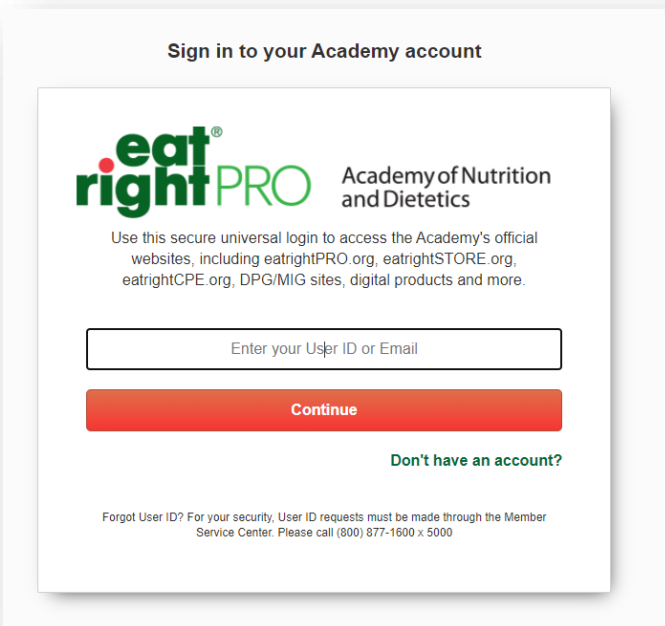 Sign in to your Academy account
eat®
right PRO
Academy of Nutrition
and Dietetics
Use this secure universal login to access the Academy's official
websites, including eatrightPRO.org, eatrightSTORE.org,
eatrightCPE.org, DPG/MIG sites, digital products and more.
Enter your User ID or Email
Continue
Don't have an account?
Forgot User ID? For your security, User ID requests must be made through the Member
Service Center. Please call (800) 877-1600 x 5000